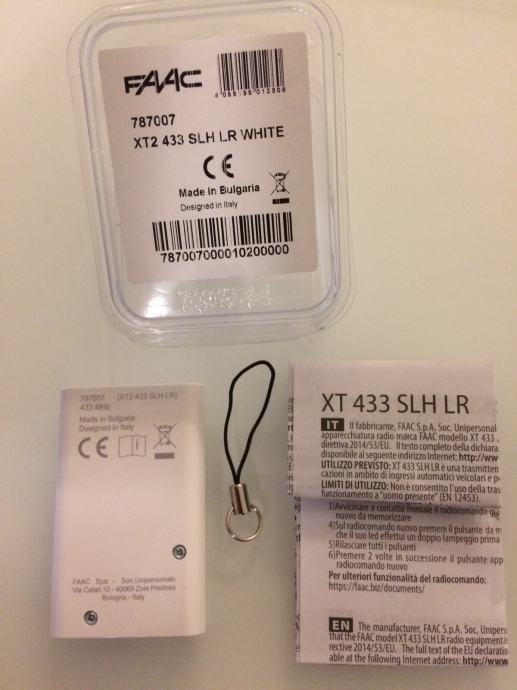 FAAC
787007
XT2 433 SLH LR WHITE
CE
Made in Bulgaria
Designed in Italy
787007000010200000
787007 (XT2 433 SLH LR)
433 MHz
Made in Bulgaria
Designed in Italy
CE
FAAC Spa - Soc.Unipersonale
Via Calari,10 - 40069 Zola Predosa
Bologna - Italy
XT 433 SLH LR
IT Il fabbricante, FAAC S.p.A, Soc. Unipersonal
apparecchiatura radio marca FAAC modello XT 433
direttiva 2014/53/EU. Il testo completo della dichiara
disponibile al seguente indirizzo Internet: http://ww
UTILIZZO PREVISTO: XT 433 SLH LR è una trasmitten
cazioni in ambito di ingressi automatici veicolari e p
LIMITI DI UTILIZZO: Non è consentito l'uso della tras
funzionamento a "uomo presente" (EN 12453).
3)Avvicinare a contatto frontale il radiocomando
nuovo da memorizzare
4)Sul radiocomando nuovo premere il pulsante da m
che il suo led effettui un doppio lampeggio prima
5)Rilasciare tutti i pulsanti
6)Premere 2 volte in successione il pulsante app
radiocomando nuovo
Per ulteriori funzionalità del radiocomando:
https://faac.biz/documents/
EN The manufacturer, FAAC S.p.A. Soc. Unipers
that the FAAC model XT 433 SLH LR radio equipment
rective 2014/53/EU. The full text of the EU declaratio
able at the following Internet address: http://ww